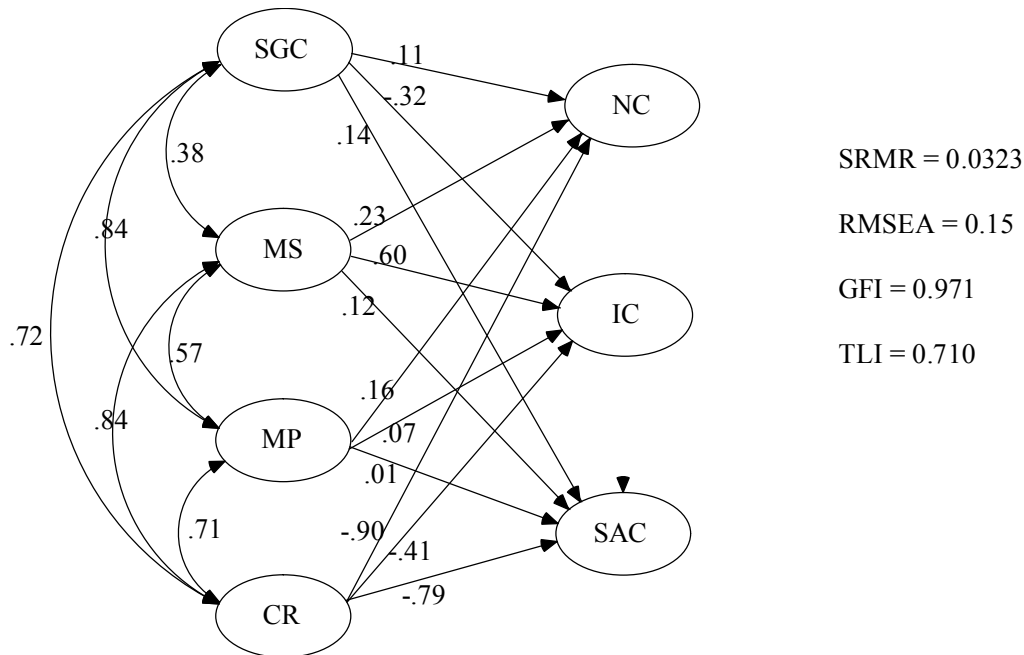 SGC
.11
NC
-.32
.14
SRMR = 0.0323
.38
.23
RMSEA = 0.15
.84
MS
.60
GFI = 0.971
.12
IC
.72
.57
TLI = 0.710
.16
.84
MP
.07
.01
.71
-.90
SAC
-.41
-.79
CR